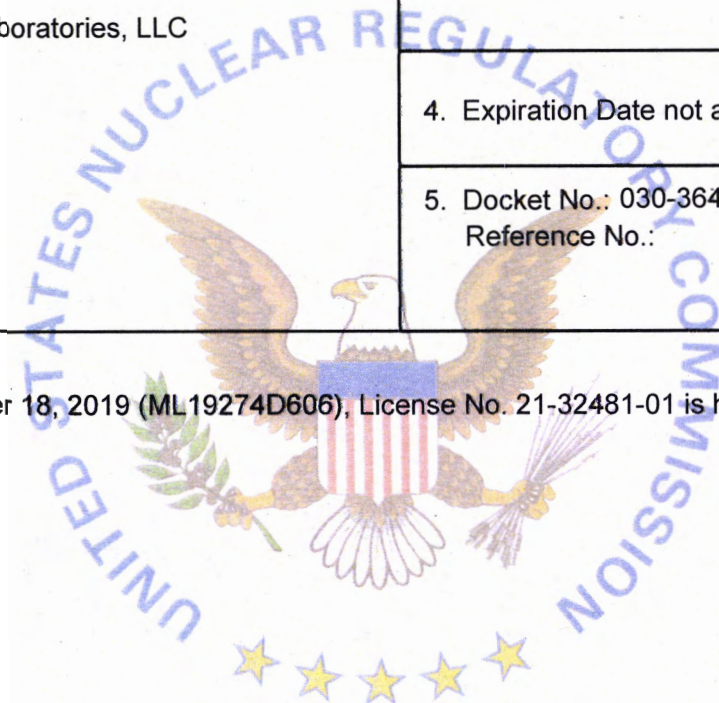 boratories, LLC
4. Expiration Date not a
5. Docket No.: 030-364
Reference No.:
er 18, 2019 (ML19274D606), License No. 21-32481-01 is h
UNITED STATES NUCLEAR REGULATORY COMMISSION